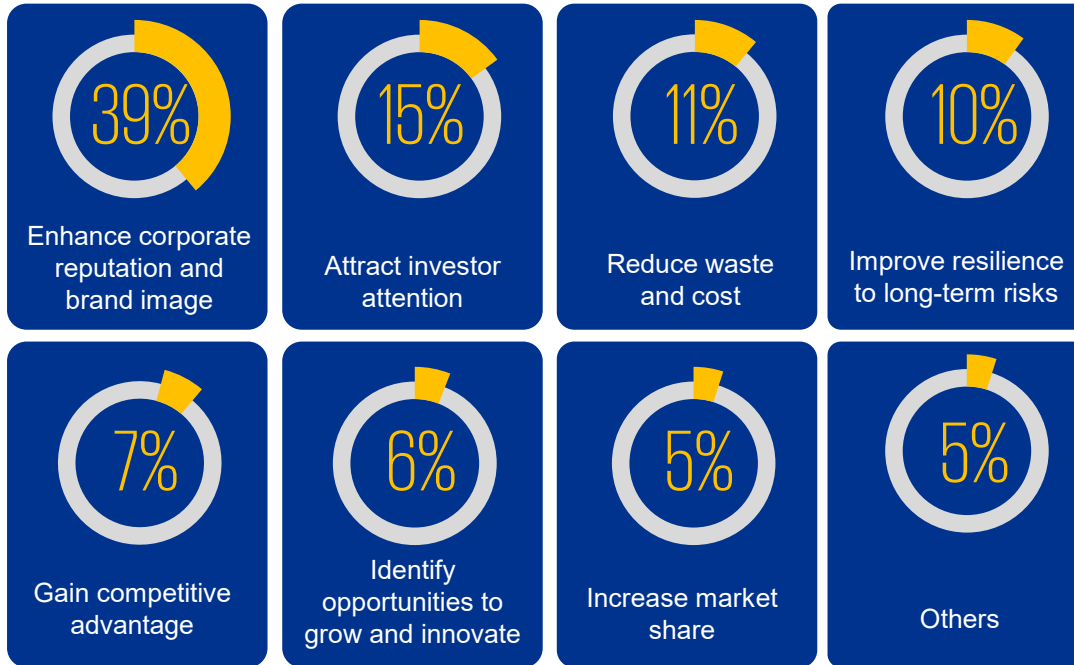 39%
Enhance corporate
reputation and
brand image
15%
Attract investor
attention
11%
Reduce waste
and cost
10%
Improve resilience
to long-term risks
7%
Gain competitive
advantage
6%
Identify
opportunities to
grow and innovate
5%
Increase market
share
5%
Others